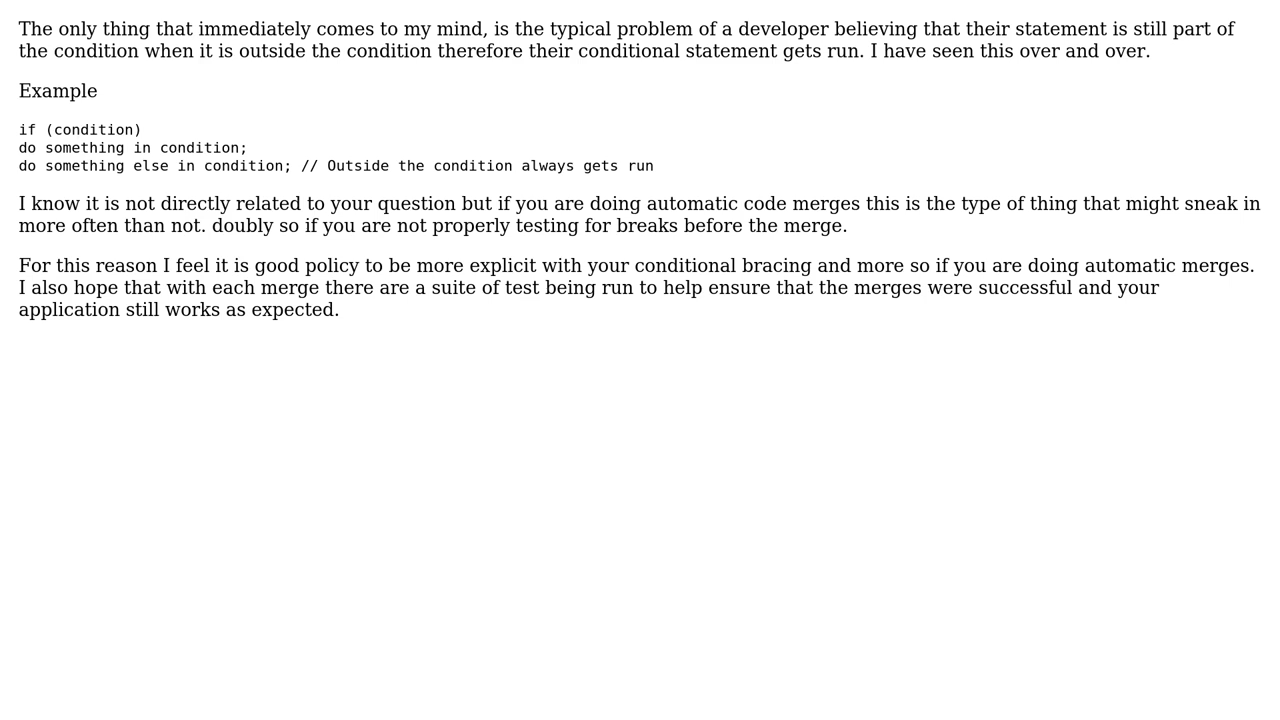 The only thing that immediately comes to my mind, is the typical problem of a developer believing that their statement is still part of
the condition when it is outside the condition therefore their conditional statement gets run. I have seen this over and over.
Example
if (condition)
do something in condition;
do something else in condition; // Outside the condition always gets run
I know it is not directly related to your question but if you are doing automatic code merges this is the type of thing that might sneak in
more often than not. doubly so if you are not properly testing for breaks before the merge.
For this reason I feel it is good policy to be more explicit with your conditional bracing and more so if you are doing automatic merges.
I also hope that with each merge there are a suite of test being run to help ensure that the merges were successful and your
application still works as expected.